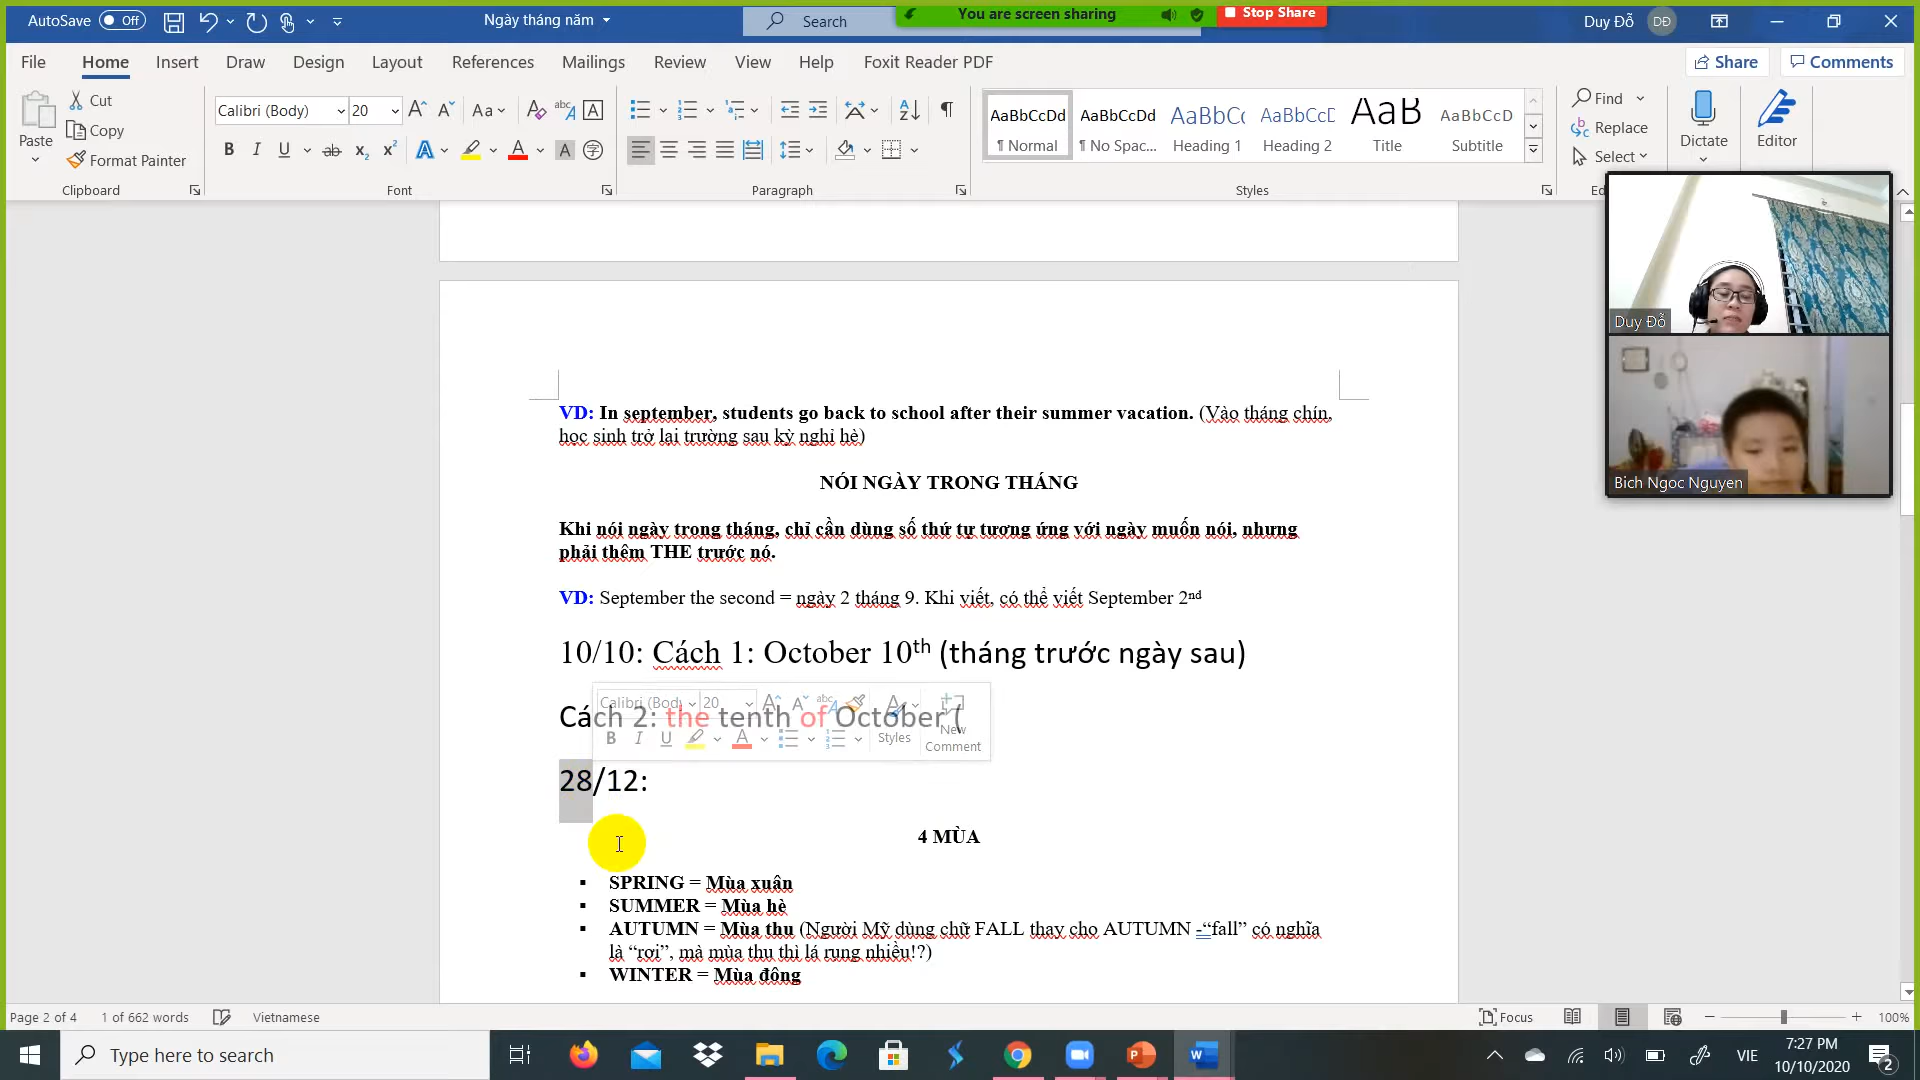 AutoSave Off Ngày tháng năm Search You are screen sharing Stop Share Duy Đỗ DĐ
File Home Insert Draw Design Layout References Mailings Review View Help Foxit Reader PDF Share Comments
Paste Cut Copy Format Painter
Calibri (Body) 20 Aa
AaBbCcDd AaBbCcDd AaBbCc AaBbCcD AaB AaBbCcD
¶ Normal ¶ No Spac... Heading 1 Heading 2 Title Subtitle
Find Replace Select Dictate Editor
Clipboard Font Paragraph Styles
Duy Đỗ
Bich Ngoc Nguyen
VD: In september, students go back to school after their summer vacation. (Vào tháng chín,
học sinh trở lại trường sau kỳ nghỉ hè)
NÓI NGÀY TRONG THÁNG
Khi nói ngày trong tháng, chỉ cần dùng số thứ tự tương ứng với ngày muốn nói, nhưng
phải thêm THE trước nó.
VD: September the second = ngày 2 tháng 9. Khi viết, có thể viết September 2nd
10/10: Cách 1: October 10th (tháng trước ngày sau)
Calibri (Body 20
Cách 2: the tenth of October (
B I U Styles New Comment
28/12:
4 MÙA
▪ SPRING = Mùa xuân
▪ SUMMER = Mùa hè
▪ AUTUMN = Mùa thu (Người Mỹ dùng chữ FALL thay cho AUTUMN -“fall” có nghĩa
là “rơi”, mà mùa thu thì lá rụng nhiều!?)
▪ WINTER = Mùa đông
Page 2 of 4 1 of 662 words Vietnamese Focus 100%
Type here to search VIE 7:27 PM
10/10/2020 2